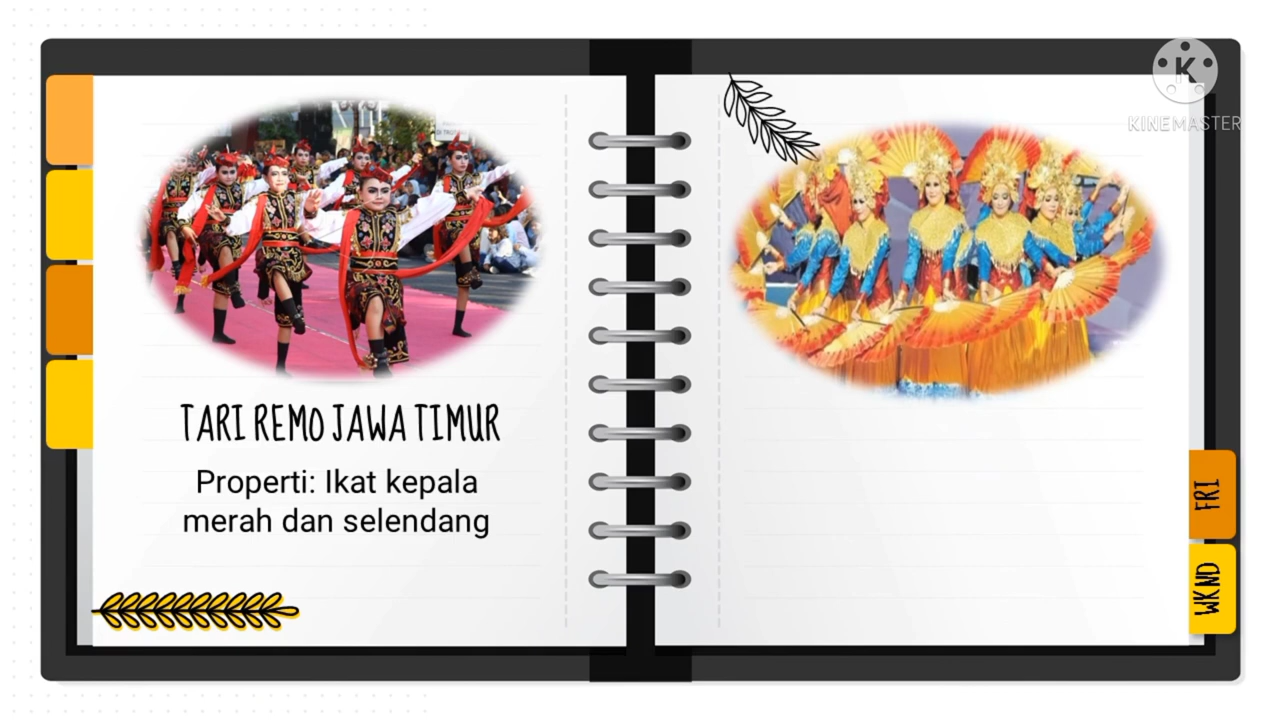 TARI REMO JAWA TIMUR
Properti: Ikat kepala
merah dan selendang
K
KINEMASTER
FRI
WKND